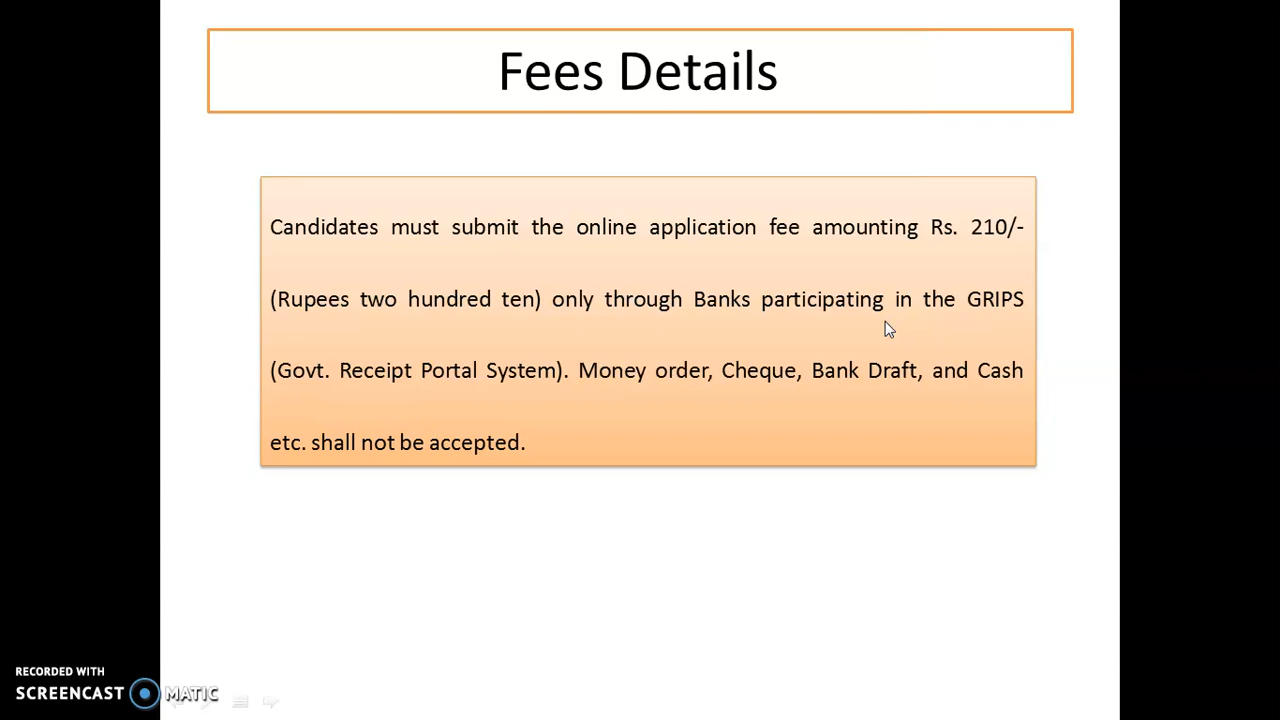 Fees Details
Candidates must submit the online application fee amounting Rs. 210/-
(Rupees two hundred ten) only through Banks participating in the GRIPS
(Govt. Receipt Portal System). Money order, Cheque, Bank Draft, and Cash
etc. shall not be accepted.
RECORDED WITH
SCREENCAST MATIC